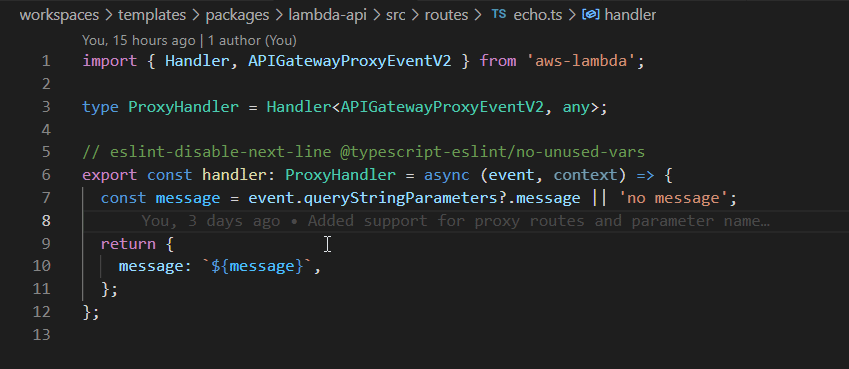 workspaces > templates > packages > lambda-api > src > routes > TS echo.ts > handler
You, 15 hours ago | 1 author (You)
1 import { Handler, APIGatewayProxyEventV2 } from 'aws-lambda';
2
3 type ProxyHandler = Handler<APIGatewayProxyEventV2, any>;
4
5 // eslint-disable-next-line @typescript-eslint/no-unused-vars
6 export const handler: ProxyHandler = async (event, context) => {
7 const message = event.queryStringParameters?.message || 'no message';
8 You, 3 days ago • Added support for proxy routes and parameter name…
9 return {
10 message: `${message}`,
11 };
12 };
13